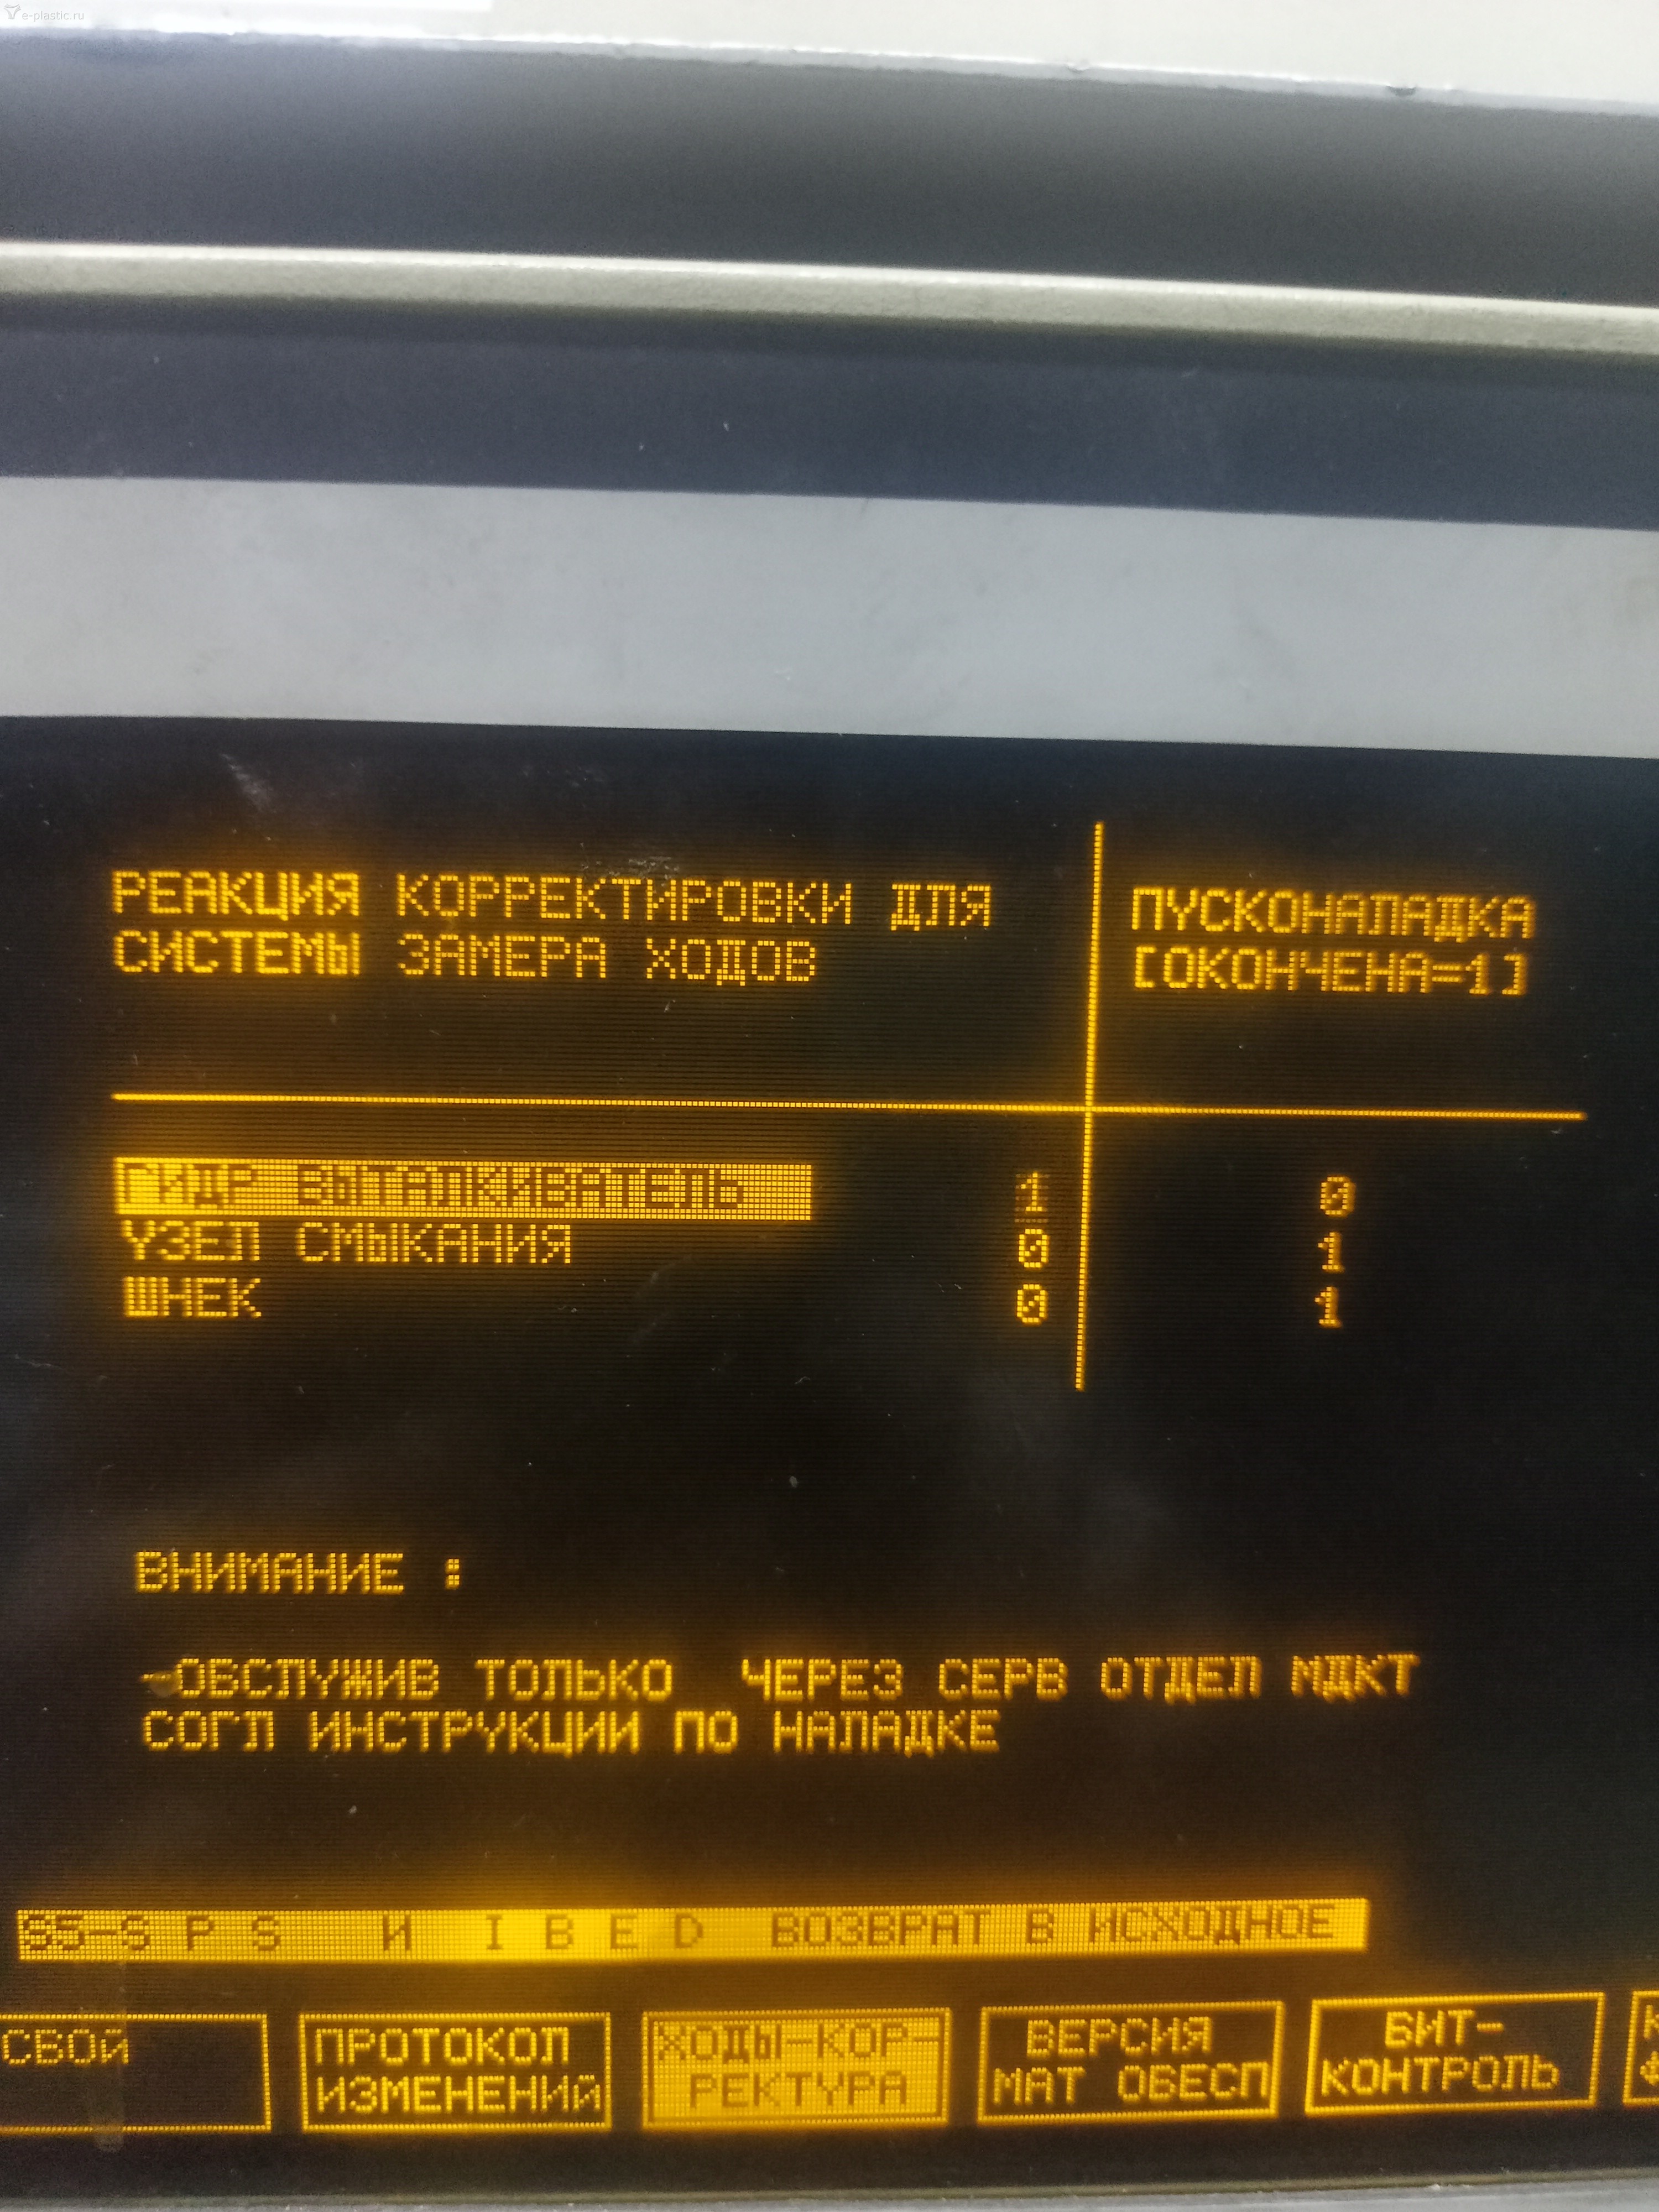 e-plastic.ru
РЕАКЦИЯ КОРРЕКТИРОВКИ ДЛЯ
СИСТЕМЫ ЗАМЕРА ХОДОВ
ПУСКОНАЛАДКА
[ОКОНЧЕНА=1]
ГИДР ВЫТАЛКИВАТЕЛЬ 1 0
УЗЕЛ СМЫКАНИЯ 0 1
ШНЕК 0 1
ВНИМАНИЕ :
-ОБСЛУЖИВ ТОЛЬКО ЧЕРЕЗ СЕРВ ОТДЕЛ МДКТ
СОГЛ ИНСТРУКЦИИ ПО НАЛАДКЕ
S5-S P S И I B E D ВОЗВРАТ В ИСХОДНОЕ
СВОЙ
ПРОТОКОЛ
ИЗМЕНЕНИЙ
ХОДЫ-КОР-
РЕКТУРА
ВЕРСИЯ
МАТ ОБЕСП
БИТ-
КОНТРОЛЬ